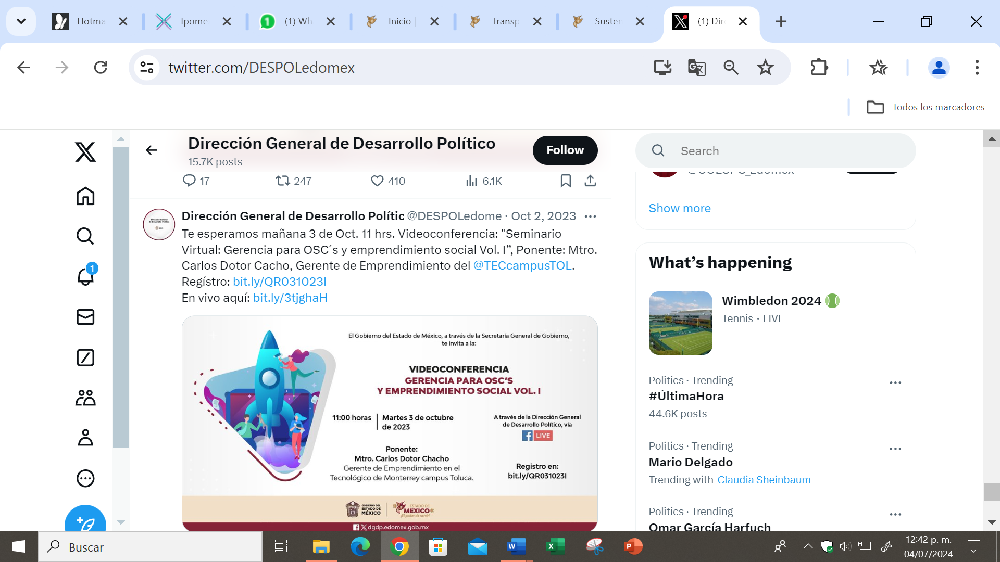 Hotma
Ipome
(1) Wh
Inicio |
Transp
Susten
(1) Dir
twitter.com/DESPOLedomex
Todos los marcadores
Dirección General de Desarrollo Político
15.7K posts
Follow
Search
17
247
410
6.1K
Show more
Dirección General de Desarrollo Polític @DESPOLedome · Oct 2, 2023
Te esperamos mañana 3 de Oct. 11 hrs. Videoconferencia: "Seminario
Virtual: Gerencia para OSC´s y emprendimiento social Vol. I”, Ponente: Mtro.
Carlos Dotor Cacho, Gerente de Emprendimiento del @TECcampusTOL.
Regístro: bit.ly/QR031023I
En vivo aquí: bit.ly/3tjghaH
El Gobierno del Estado de México, a través de la Secretaría General de Gobierno,
te invita a la:
VIDEOCONFERENCIA
GERENCIA PARA OSC'S
Y EMPRENDIMIENTO SOCIAL VOL. I
11:00 horas
Martes 3 de octubre
de 2023
A través de la Dirección General
de Desarrollo Político, vía
LIVE
Ponente:
Mtro. Carlos Dotor Chacho
Gerente de Emprendimiento en el
Tecnológico de Monterrey campus Toluca.
Registro en:
bit.ly/QR031023I
GOBIERNO DEL
ESTADO DE
MÉXICO
ESTADO DE
MÉXICO
¡El poder de servir!
dgdp.edomex.gob.mx
What’s happening
Wimbledon 2024
Tennis · LIVE
Politics · Trending
#ÚltimaHora
44.6K posts
Politics · Trending
Mario Delgado
Trending with Claudia Sheinbaum
Politics · Trending
Omar García Harfuch
1
1
Buscar
12:42 p. m.
04/07/2024